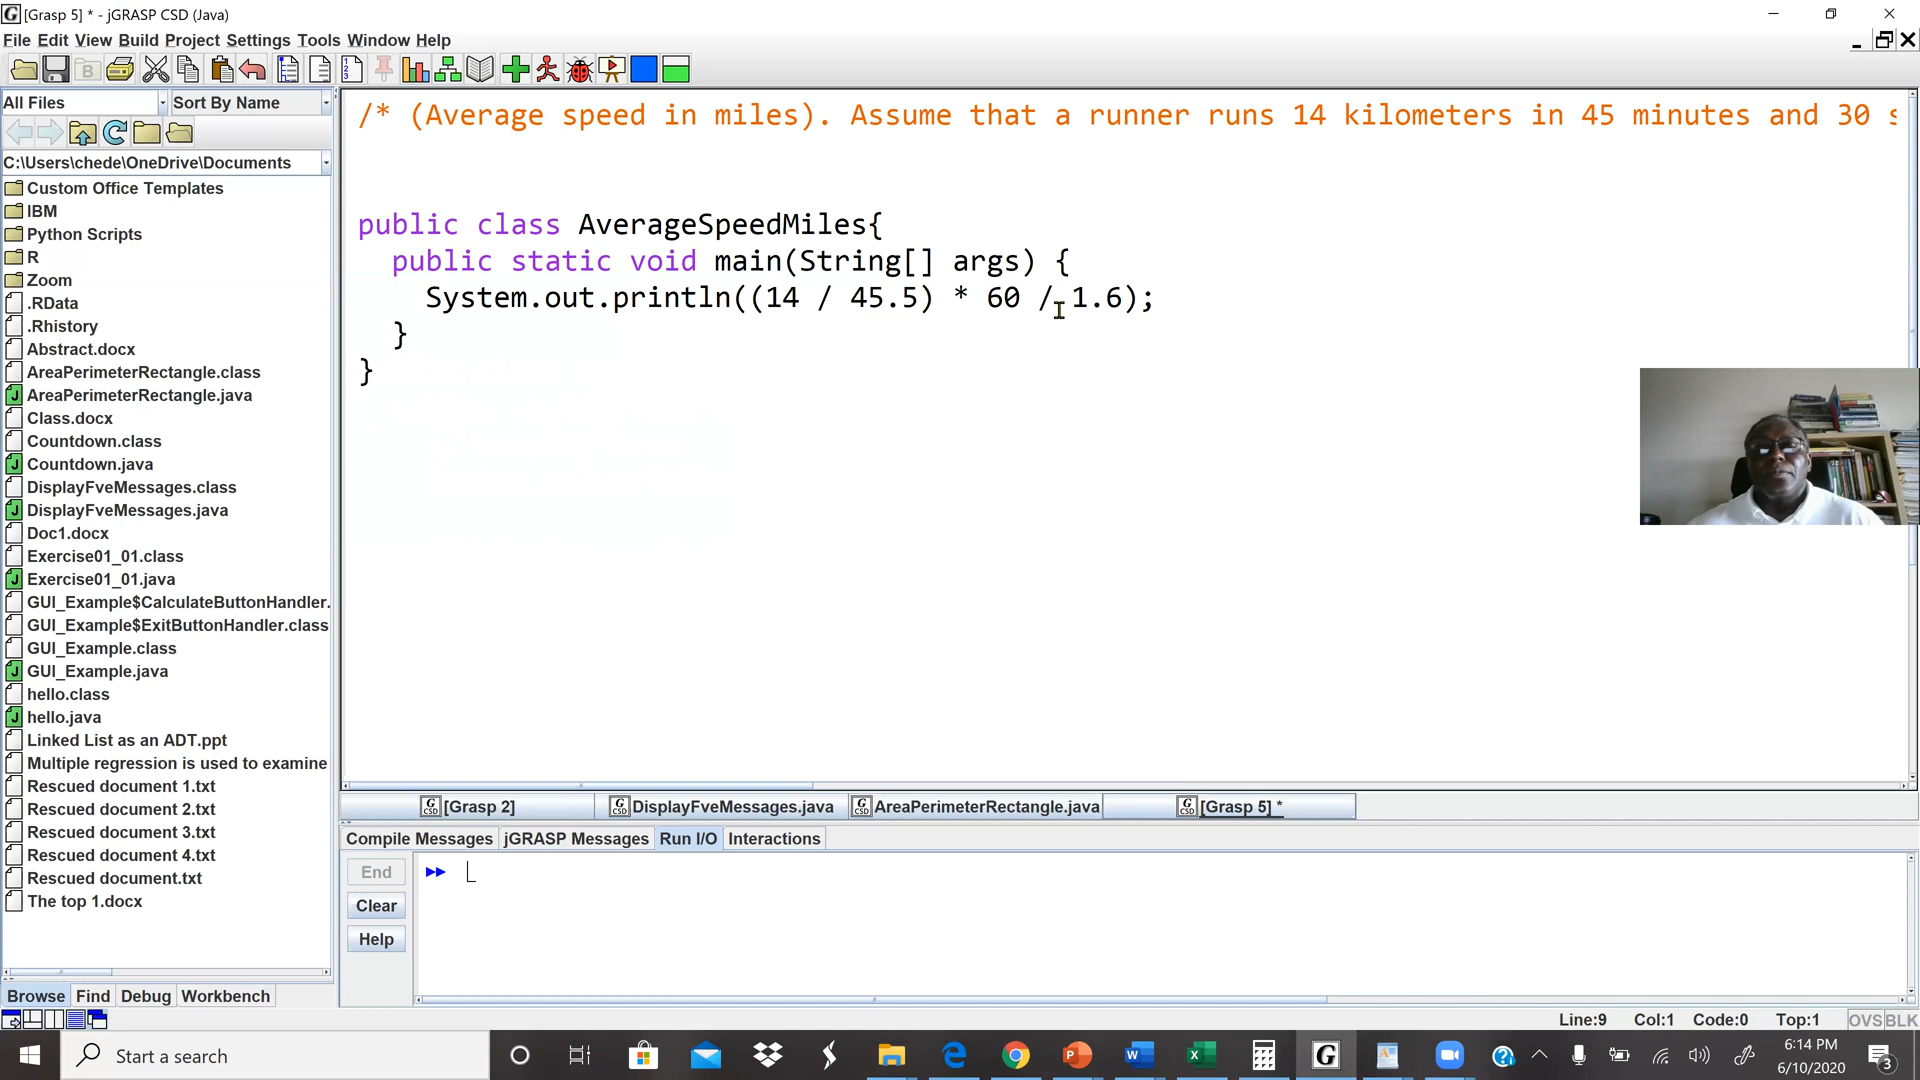 [Grasp 5] * - jGRASP CSD (Java)
File Edit View Build Project Settings Tools Window Help
All Files
Sort By Name
C:\Users\chede\OneDrive\Documents
Custom Office Templates
IBM
Python Scripts
R
Zoom
.RData
.Rhistory
Abstract.docx
AreaPerimeterRectangle.class
AreaPerimeterRectangle.java
Class.docx
Countdown.class
Countdown.java
DisplayFveMessages.class
DisplayFveMessages.java
Doc1.docx
Exercise01_01.class
Exercise01_01.java
GUI_Example$CalculateButtonHandler.
GUI_Example$ExitButtonHandler.class
GUI_Example.class
GUI_Example.java
hello.class
hello.java
Linked List as an ADT.ppt
Multiple regression is used to examine
Rescued document 1.txt
Rescued document 2.txt
Rescued document 3.txt
Rescued document 4.txt
Rescued document.txt
The top 1.docx
Browse Find Debug Workbench
/* (Average speed in miles). Assume that a runner runs 14 kilometers in 45 minutes and 30 s
public class AverageSpeedMiles{
public static void main(String[] args) {
System.out.println((14 / 45.5) * 60 / 1.6);
}
}
[Grasp 2] DisplayFveMessages.java AreaPerimeterRectangle.java [Grasp 5] *
Compile Messages jGRASP Messages Run I/O Interactions
End
Clear
Help
Line:9 Col:1 Code:0 Top:1 OVS BLK
Start a search
6:14 PM
6/10/2020
3